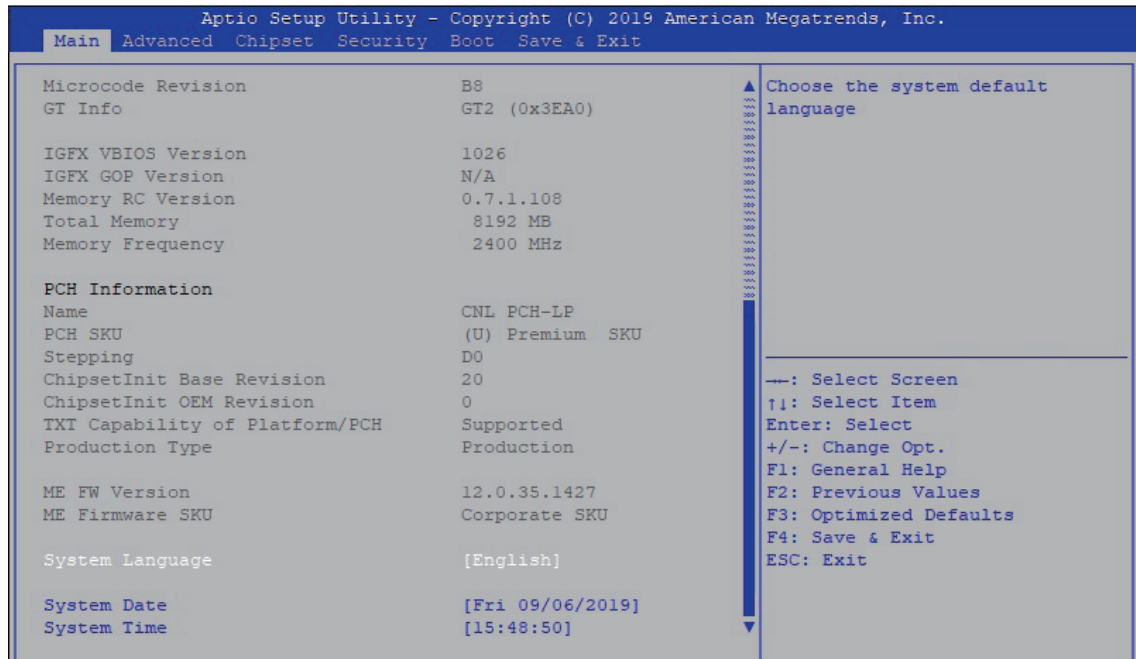 Aptio Setup Utility - Copyright (C) 2019 American Megatrends, Inc.
Main Advanced Chipset Security Boot Save & Exit
Microcode Revision B8
GT Info GT2 (0x3EA0)
IGFX VBIOS Version 1026
IGFX GOP Version N/A
Memory RC Version 0.7.1.108
Total Memory 8192 MB
Memory Frequency 2400 MHz
PCH Information
Name CNL PCH-LP
PCH SKU (U) Premium SKU
Stepping D0
ChipsetInit Base Revision 20
ChipsetInit OEM Revision 0
TXT Capability of Platform/PCH Supported
Production Type Production
ME FW Version 12.0.35.1427
ME Firmware SKU Corporate SKU
System Language [English]
System Date [Fri 09/06/2019]
System Time [15:48:50]
Choose the system default
language
→←: Select Screen
↑↓: Select Item
Enter: Select
+/-: Change Opt.
F1: General Help
F2: Previous Values
F3: Optimized Defaults
F4: Save & Exit
ESC: Exit